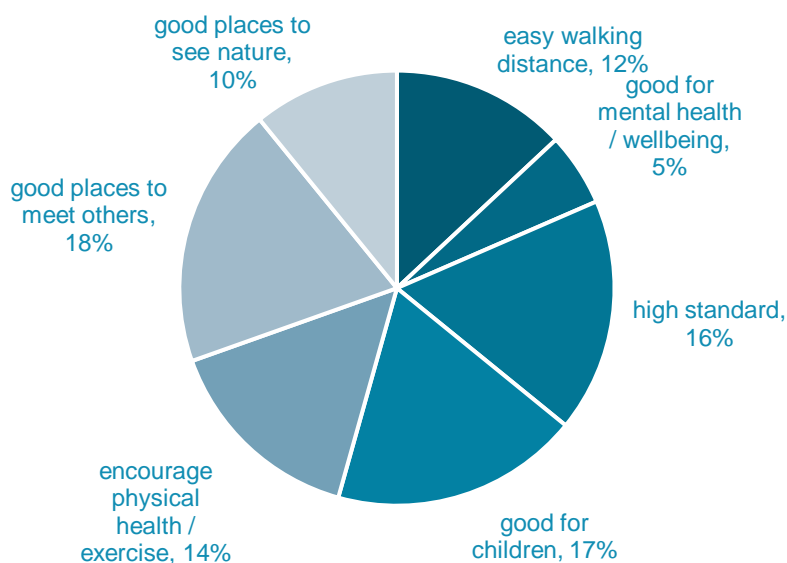 good places to
see nature,
10%
easy walking
distance, 12%
good for
mental health
/ wellbeing,
5%
good places to
meet others,
18%
high standard,
16%
encourage
physical
health /
exercise, 14%
good for
children, 17%